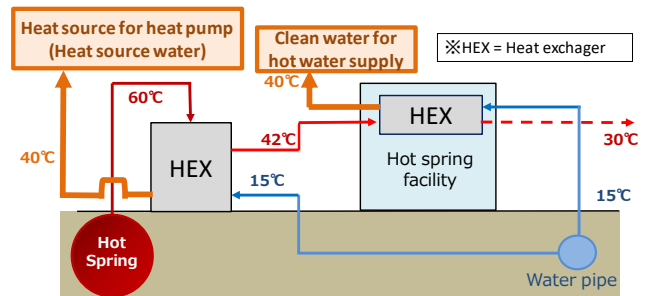 Heat source for heat pump
(Heat source water)
Clean water for
hot water supply
※HEX = Heat exchager
60℃
40℃
40℃
HEX
42℃
HEX
30℃
15℃
Hot spring
facility
15℃
Hot
Spring
Water pipe